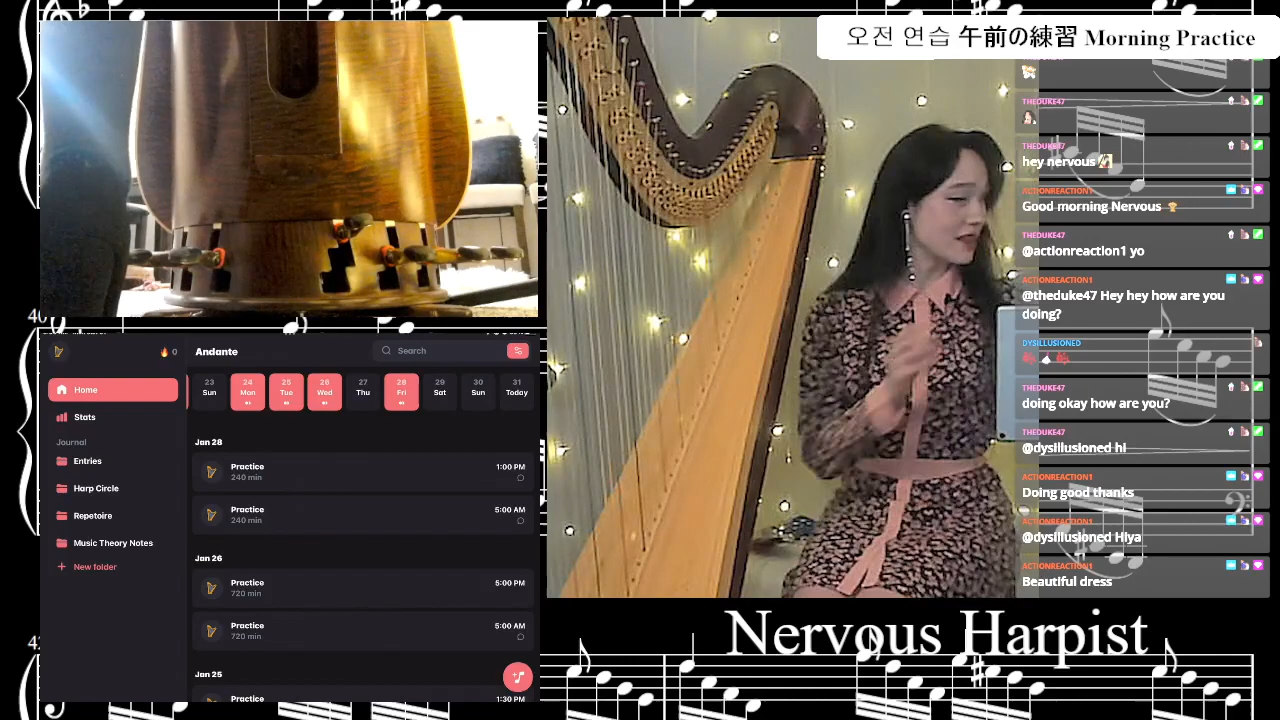 오전 연습 午前の練習 Morning Practice
40
42
0
Home
Stats
Journal
Entries
Harp Circle
Repetoire
Music Theory Notes
New folder
Andante
Search
23 24 25 26 27 28 29 30 31
Sun Mon Tue Wed Thu Fri Sat Sun Today
Jan 28
Practice 1:00 PM
240 min
Practice 5:00 AM
240 min
Jan 26
Practice 5:00 PM
720 min
Practice 5:00 AM
720 min
Jan 25
Practice 1:30 PM
THEDUKE47
THEDUKE47
hey nervous
ACTIONREACTION1
Good morning Nervous
THEDUKE47
@actionreaction1 yo
ACTIONREACTION1
@theduke47 Hey hey how are you
doing?
DYSILLUSIONED
THEDUKE47
doing okay how are you?
THEDUKE47
@dysillusioned hi
ACTIONREACTION1
Doing good thanks
ACTIONREACTION1
@dysillusioned Hiya
ACTIONREACTION1
Beautiful dress
Nervous Harpist